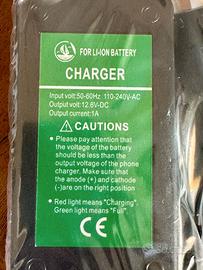 FOR LI-ION BATTERY
CHARGER
Input volt:50-60Hz 110-240V-AC
Output volt:12.6V-DC
Output current:1A
CAUTIONS
Please pay attention that
the voltage of the battery
should be less than the
output voltage of the phone
charger. Make sure that
the anode (+) and cathode
(-)are on the right position
Red light means "Charging".
Green light means "Full"
CE